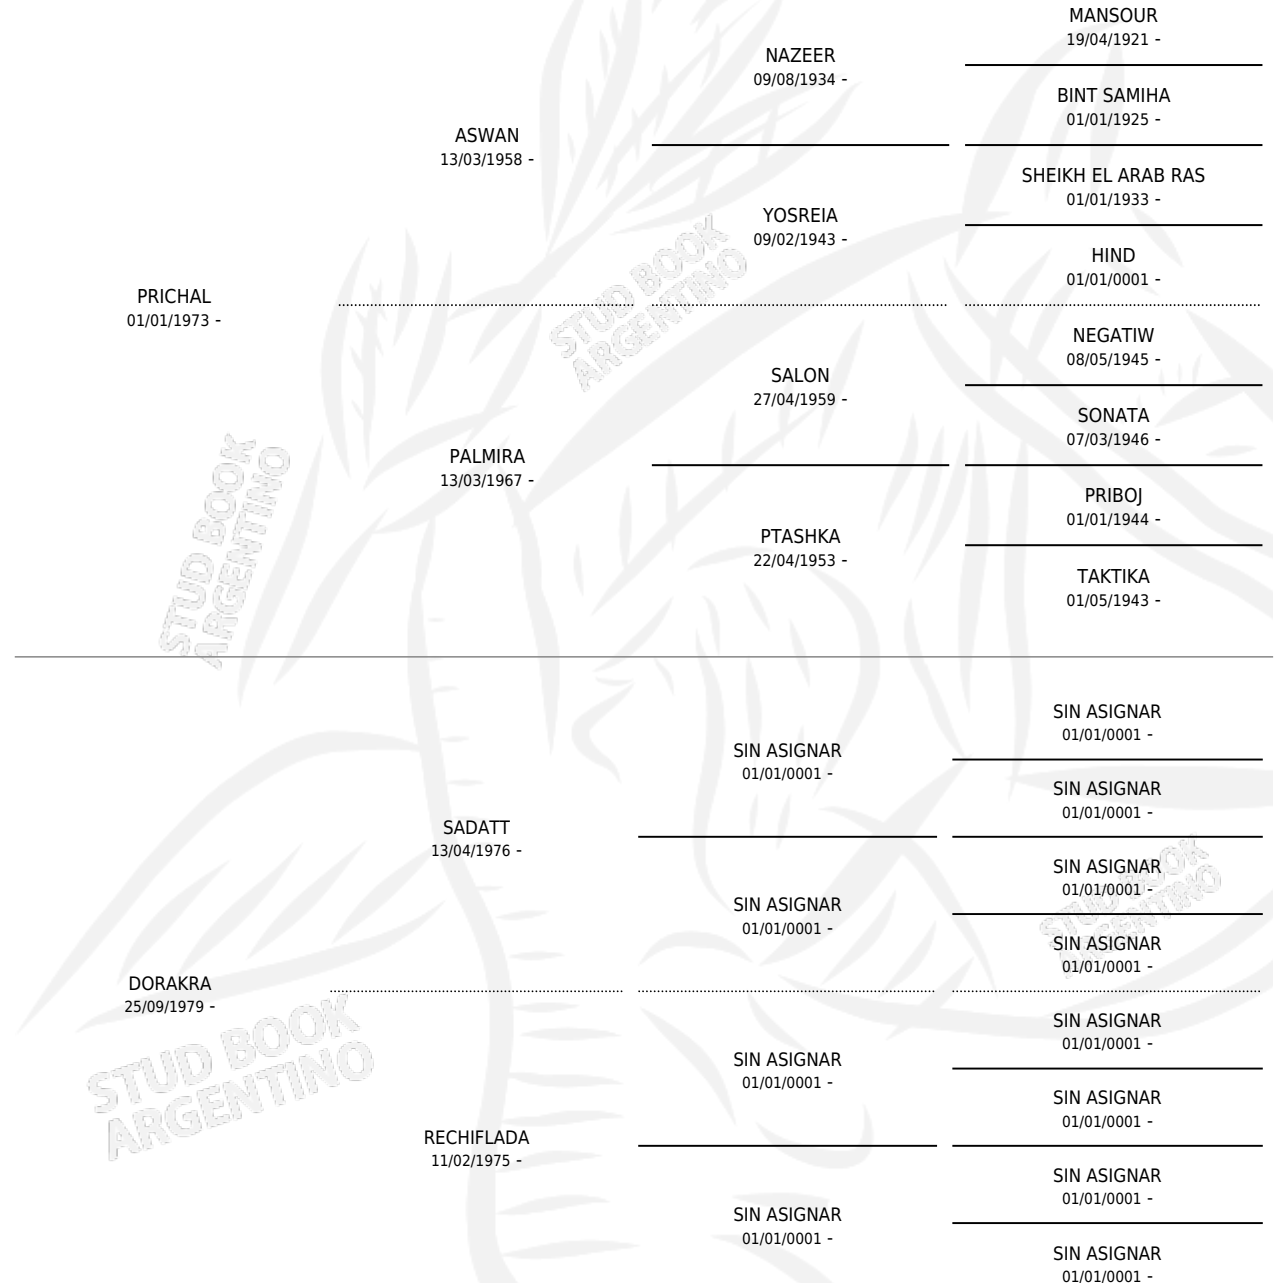 MANSOUR
19/04/1921 -
NAZEER
09/08/1934 -
BINT SAMIHA
01/01/1925 -
ASWAN
13/03/1958 -
SHEIKH EL ARAB RAS
01/01/1933 -
YOSREIA
09/02/1943 -
HIND
01/01/0001 -
PRICHAL
01/01/1973 -
NEGATIW
08/05/1945 -
SALON
27/04/1959 -
SONATA
07/03/1946 -
PALMIRA
13/03/1967 -
PRIBOJ
01/01/1944 -
PTASHKA
22/04/1953 -
TAKTIKA
01/05/1943 -
STUD BOOK
ARGENTINO
STUD BOOK
ARGENTINO
SIN ASIGNAR
01/01/0001 -
SIN ASIGNAR
01/01/0001 -
SIN ASIGNAR
01/01/0001 -
SADATT
13/04/1976 -
SIN ASIGNAR
01/01/0001 -
SIN ASIGNAR
01/01/0001 -
SIN ASIGNAR
01/01/0001 -
DORAKRA
25/09/1979 -
SIN ASIGNAR
01/01/0001 -
SIN ASIGNAR
01/01/0001 -
SIN ASIGNAR
01/01/0001 -
RECHIFLADA
11/02/1975 -
SIN ASIGNAR
01/01/0001 -
SIN ASIGNAR
01/01/0001 -
SIN ASIGNAR
01/01/0001 -
STUD BOOK
ARGENTINO
STUD BOOK
ARGENTINO